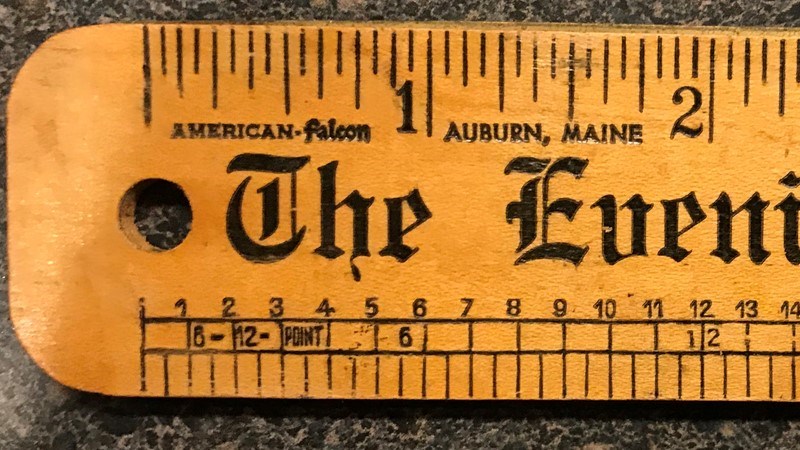 1 2
AMERICAN-falcon AUBURN, MAINE
The Eveni
1 2 3 4 5 6 7 8 9 10 11 12 13 14
6- 12- POINT 6 12